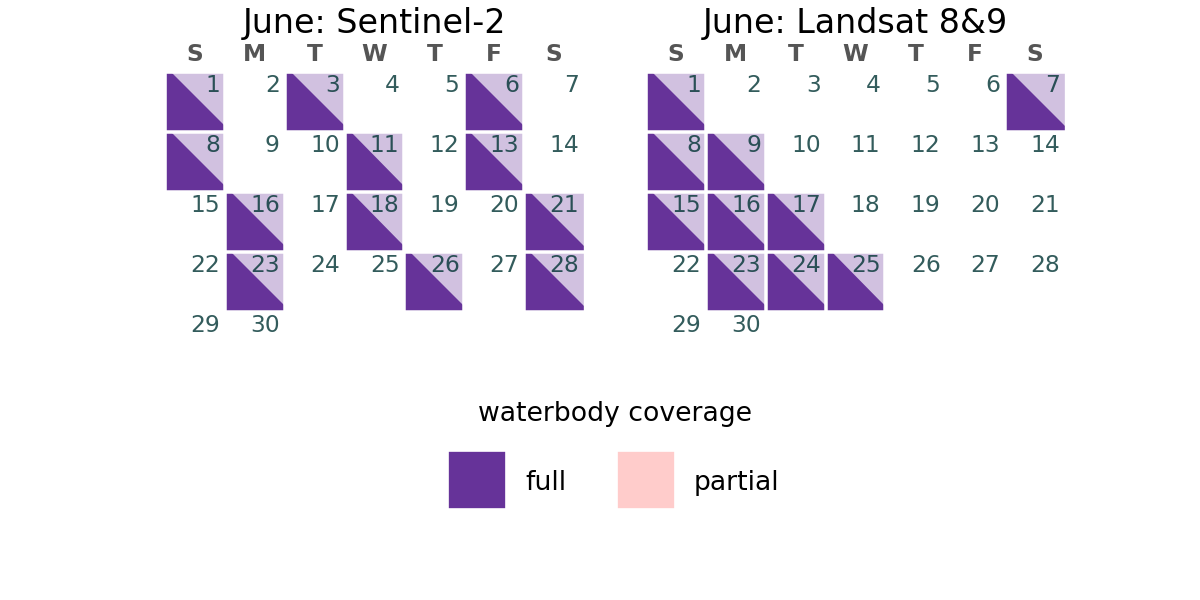 June: Sentinel-2
S M T W T F S
1 2 3 4 5 6 7
8 9 10 11 12 13 14
15 16 17 18 19 20 21
22 23 24 25 26 27 28
29 30
June: Landsat 8&9
S M T W T F S
1 2 3 4 5 6 7
8 9 10 11 12 13 14
15 16 17 18 19 20 21
22 23 24 25 26 27 28
29 30
waterbody coverage
full partial